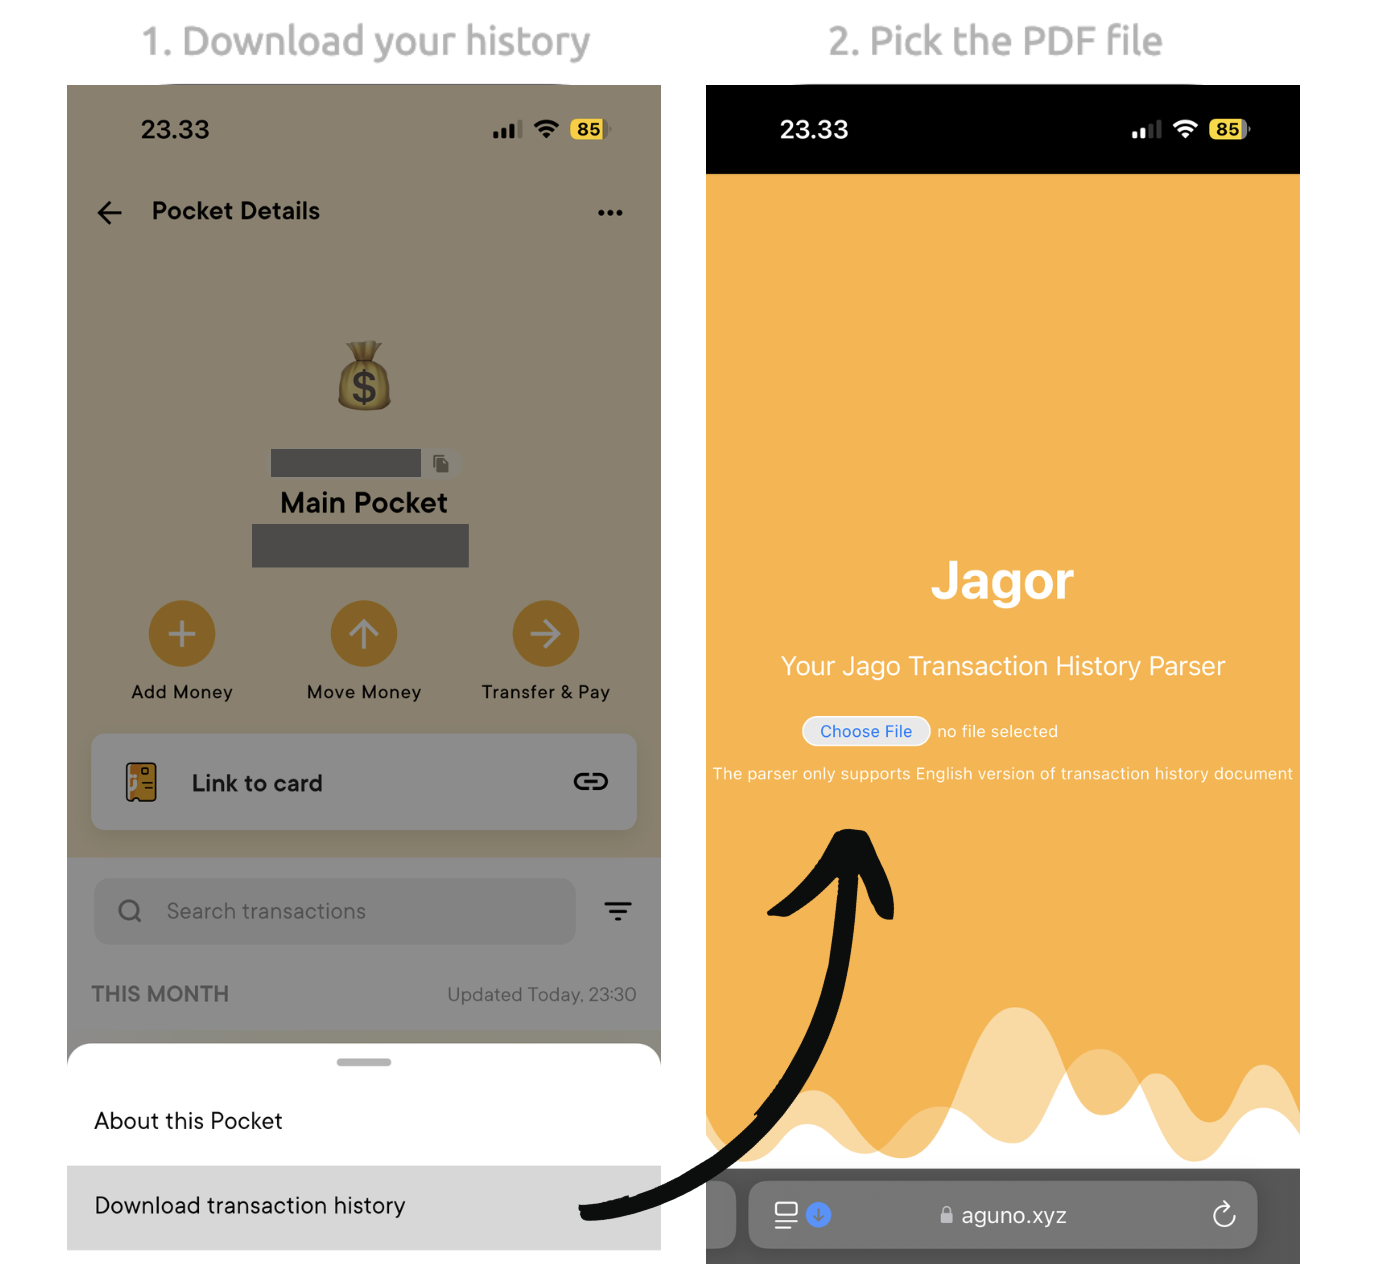 1. Download your history
23.33
85
Pocket Details
$
Main Pocket
Add Money
Move Money
Transfer & Pay
Link to card
Search transactions
THIS MONTH
Updated Today, 23:30
About this Pocket
Download transaction history
2. Pick the PDF file
23.33
85
Jagor
Your Jago Transaction History Parser
Choose File no file selected
The parser only supports English version of transaction history document
aguno.xyz